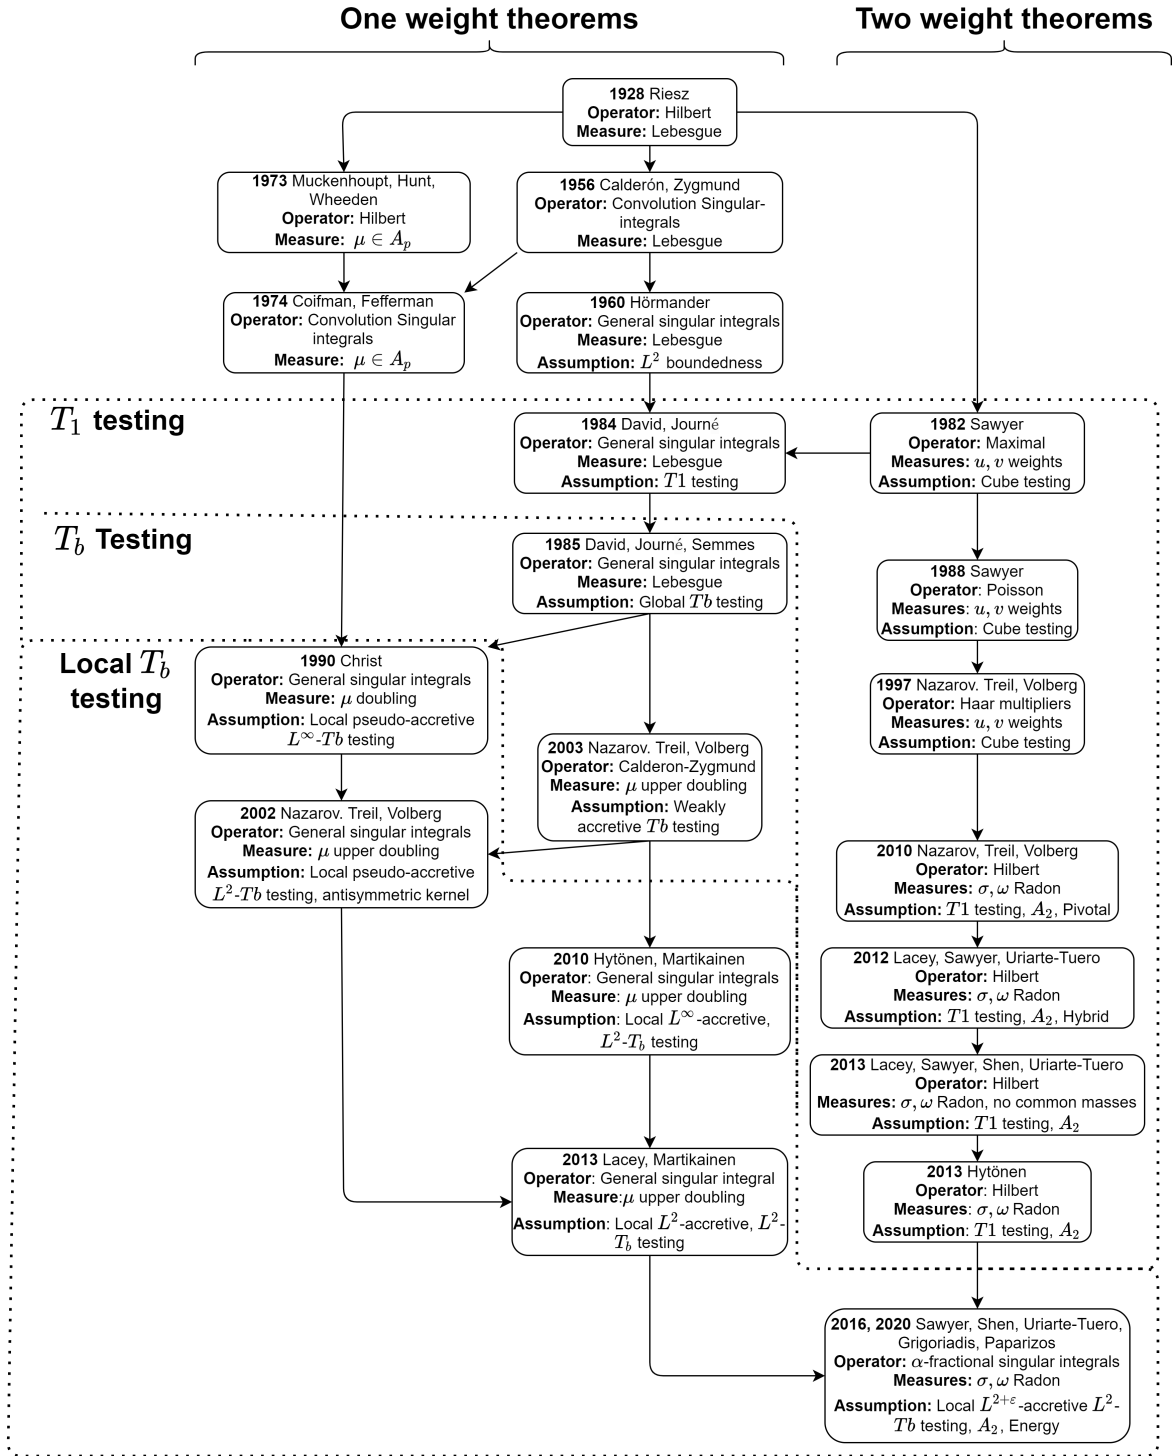 One weight theorems
Two weight theorems
1928 Riesz
Operator: Hilbert
Measure: Lebesgue
1973 Muckenhoupt, Hunt,
Wheeden
Operator: Hilbert
Measure: μ ∈ A_p
1956 Calderón, Zygmund
Operator: Convolution Singular-
integrals
Measure: Lebesgue
1974 Coifman, Fefferman
Operator: Convolution Singular
integrals
Measure: μ ∈ A_p
1960 Hörmander
Operator: General singular integrals
Measure: Lebesgue
Assumption: L² boundedness
T₁ testing
1984 David, Journé
Operator: General singular integrals
Measure: Lebesgue
Assumption: T1 testing
1982 Sawyer
Operator: Maximal
Measures: u, v weights
Assumption: Cube testing
T_b Testing
1985 David, Journé, Semmes
Operator: General singular integrals
Measure: Lebesgue
Assumption: Global Tb testing
1988 Sawyer
Operator: Poisson
Measures: u, v weights
Assumption: Cube testing
Local T_b
testing
1990 Christ
Operator: General singular integrals
Measure: μ doubling
Assumption: Local pseudo-accretive
L^∞-Tb testing
1997 Nazarov. Treil, Volberg
Operator: Haar multipliers
Measures: u, v weights
Assumption: Cube testing
2003 Nazarov. Treil, Volberg
Operator: Calderon-Zygmund
Measure: μ upper doubling
Assumption: Weakly
accretive Tb testing
2002 Nazarov. Treil, Volberg
Operator: General singular integrals
Measure: μ upper doubling
Assumption: Local pseudo-accretive
L²-Tb testing, antisymmetric kernel
2010 Nazarov, Treil, Volberg
Operator: Hilbert
Measures: σ, ω Radon
Assumption: T1 testing, A₂, Pivotal
2010 Hytönen, Martikainen
Operator: General singular integrals
Measure: μ upper doubling
Assumption: Local L^∞-accretive,
L²-T_b testing
2012 Lacey, Sawyer, Uriarte-Tuero
Operator: Hilbert
Measures: σ, ω Radon
Assumption: T1 testing, A₂, Hybrid
2013 Lacey, Sawyer, Shen, Uriarte-Tuero
Operator: Hilbert
Measures: σ, ω Radon, no common masses
Assumption: T1 testing, A₂
2013 Lacey, Martikainen
Operator: General singular integral
Measure:μ upper doubling
Assumption: Local L²-accretive, L²-
T_b testing
2013 Hytönen
Operator: Hilbert
Measures: σ, ω Radon
Assumption: T1 testing, A₂
2016, 2020 Sawyer, Shen, Uriarte-Tuero,
Grigoriadis, Paparizos
Operator: α-fractional singular integrals
Measures: σ, ω Radon
Assumption: Local L^{2+ε}-accretive L²-
Tb testing, A₂, Energy